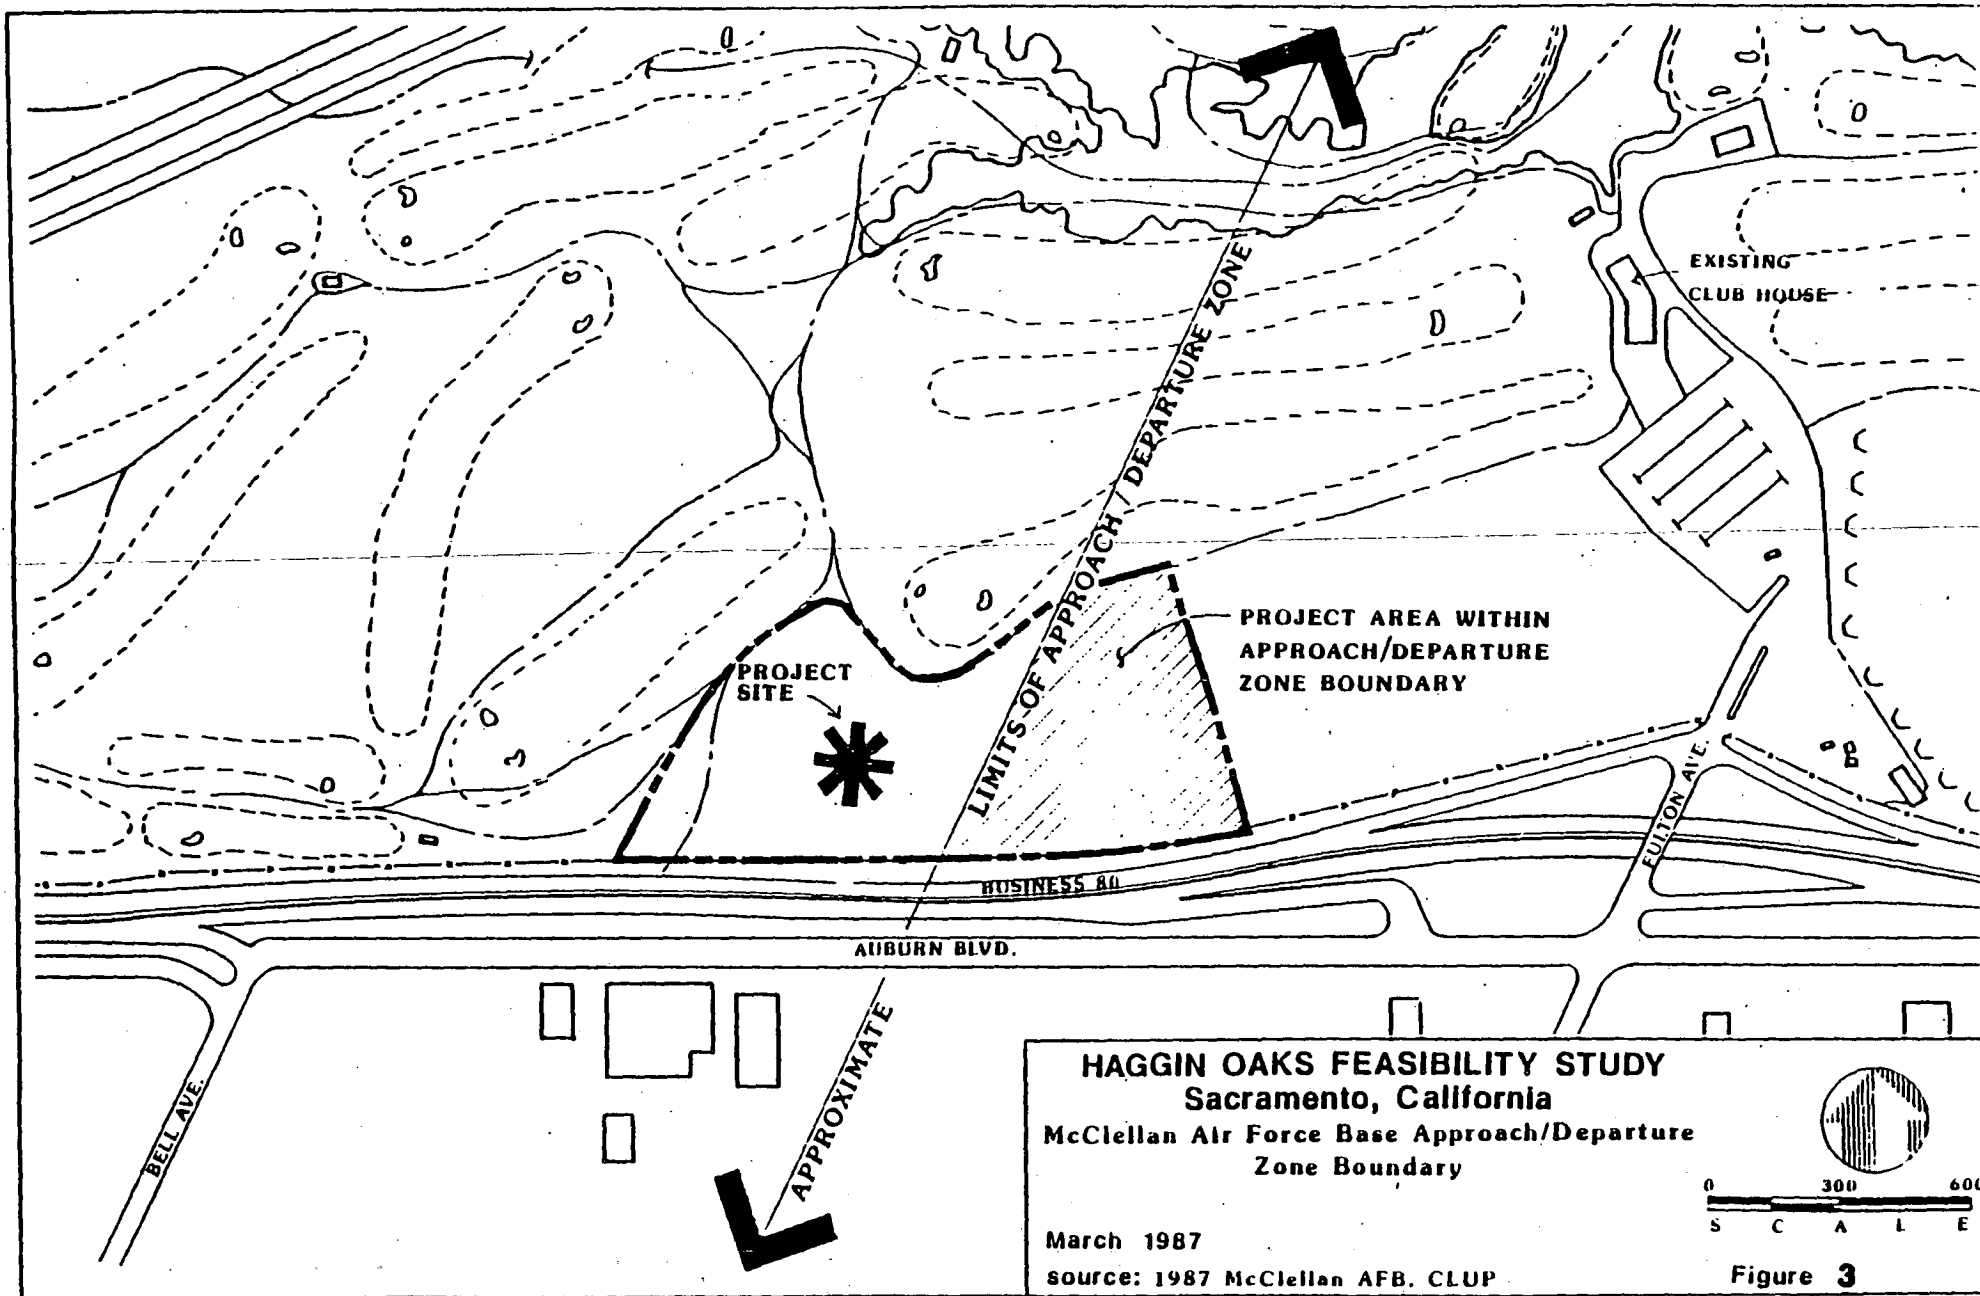 EXISTING
CLUB HOUSE
PROJECT AREA WITHIN
APPROACH/DEPARTURE
ZONE BOUNDARY
PROJECT
SITE
APPROXIMATE LIMITS OF APPROACH / DEPARTURE ZONE
FULTON AVE.
BUSINESS 80
AUBURN BLVD.
BELL AVE.
HAGGIN OAKS FEASIBILITY STUDY
Sacramento, California
McClellan Air Force Base Approach/Departure
Zone Boundary
0 300 600
S C A L E
March 1987
source: 1987 McClellan AFB. CLUP
Figure 3